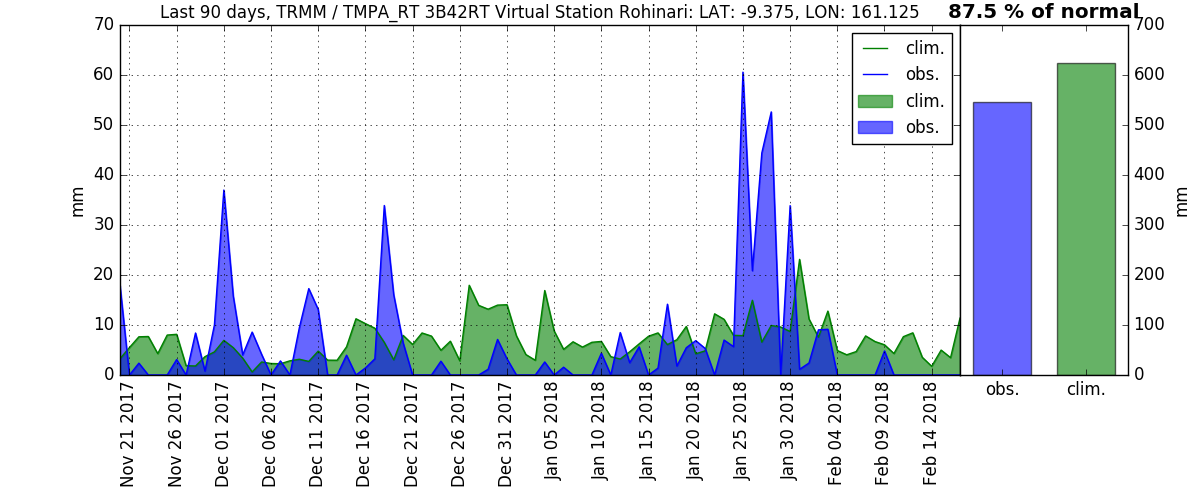 Last 90 days, TRMM / TMPA_RT 3B42RT Virtual Station Rohinari: LAT: -9.375, LON: 161.125
87.5 % of normal
70
60
50
40
30
20
10
0
mm
clim.
obs.
clim.
obs.
Nov 21 2017
Nov 26 2017
Dec 01 2017
Dec 06 2017
Dec 11 2017
Dec 16 2017
Dec 21 2017
Dec 26 2017
Dec 31 2017
Jan 05 2018
Jan 10 2018
Jan 15 2018
Jan 20 2018
Jan 25 2018
Jan 30 2018
Feb 04 2018
Feb 09 2018
Feb 14 2018
obs.
clim.
700
600
500
400
300
200
100
0
mm